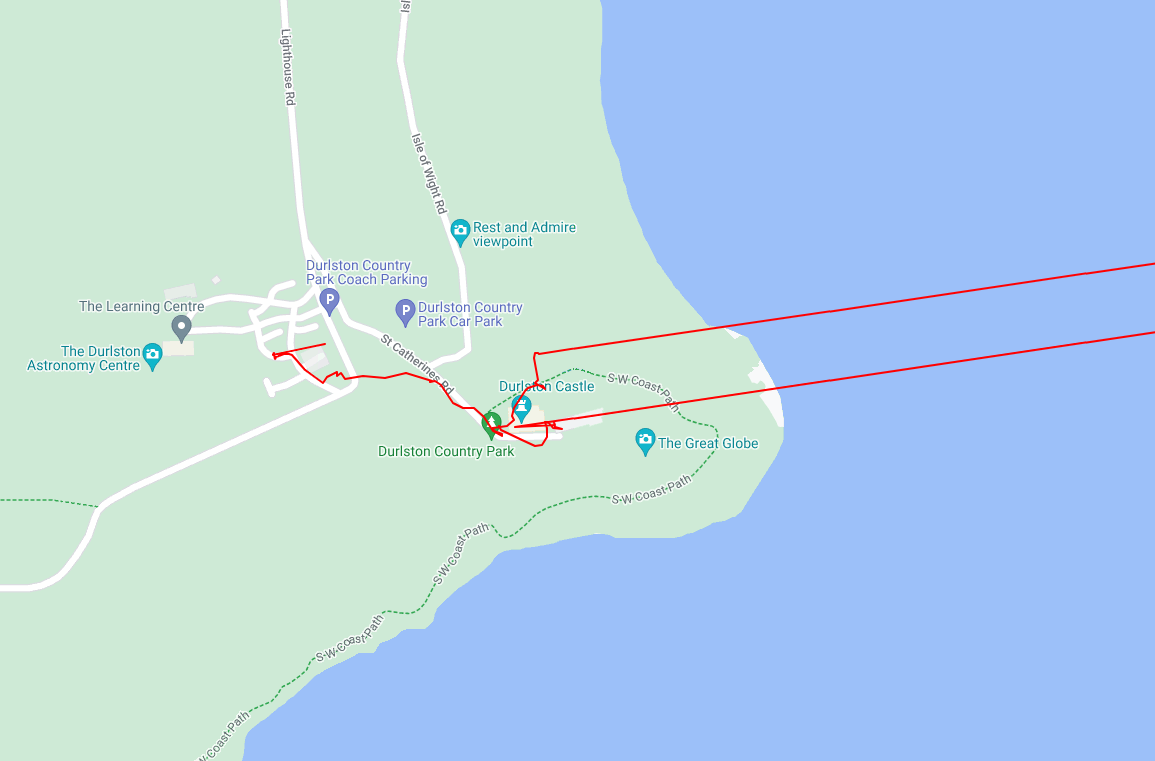 Isl
Lighthouse Rd
Isle of Wight Rd
Rest and Admire
viewpoint
Durlston Country
Park Coach Parking
The Learning Centre
P
P
Durlston Country
Park Car Park
The Durlston
Astronomy Centre
St Catherines Rd
Durlston Castle
S-W-Coast-Path
Durlston Country Park
The Great Globe
S-W-Coast-Path
S-W-Coast-Path
S-W-Coast-Path
W-Coast-Path